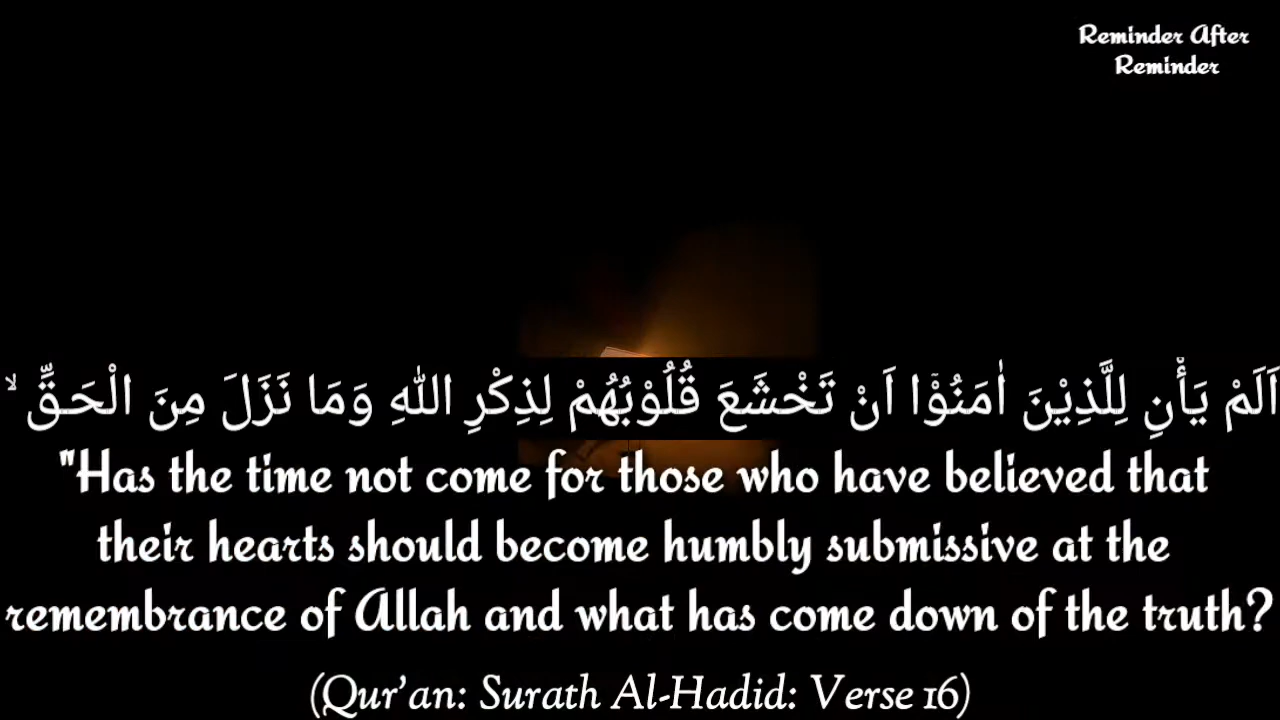 Reminder After
Reminder
اَلَمْ يَأْنِ لِلَّذِيْنَ اٰمَنُوْۤا اَنْ تَخْشَعَ قُلُوْبُهُمْ لِذِكْرِ اللّٰهِ وَمَا نَزَلَ مِنَ الْحَقِّ ۙ
"Has the time not come for those who have believed that
their hearts should become humbly submissive at the
remembrance of Allah and what has come down of the truth?
(Qur'an: Surath Al-Hadid: Verse 16)